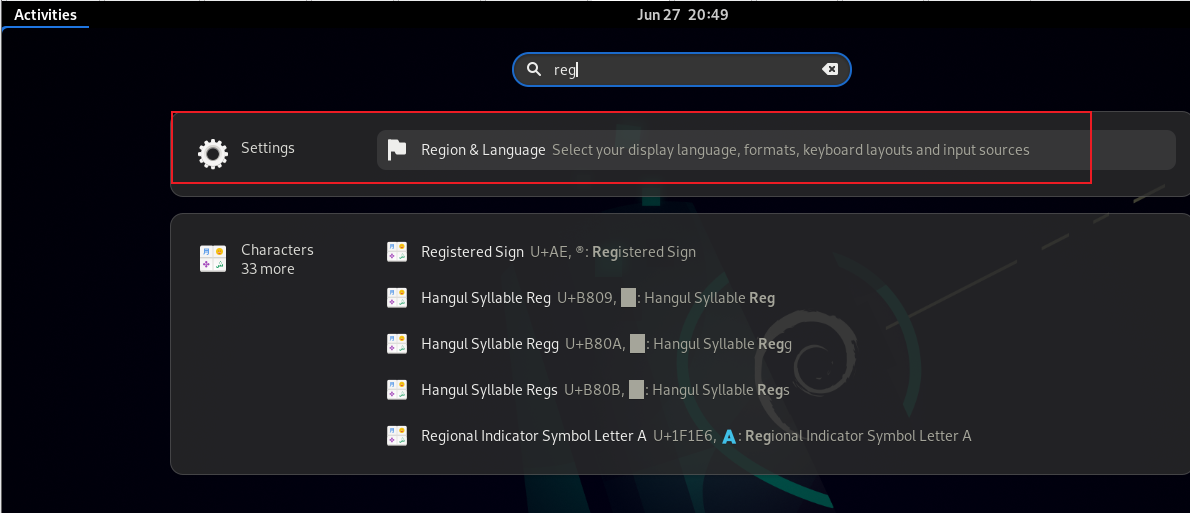 Activities
Jun 27 20:49
reg
Settings
Region & Language Select your display language, formats, keyboard layouts and input sources
Characters
33 more
Registered Sign U+AE, ®: Registered Sign
Hangul Syllable Reg U+B809, : Hangul Syllable Reg
Hangul Syllable Regg U+B80A, : Hangul Syllable Regg
Hangul Syllable Regs U+B80B, : Hangul Syllable Regs
Regional Indicator Symbol Letter A U+1F1E6, 🇦: Regional Indicator Symbol Letter A